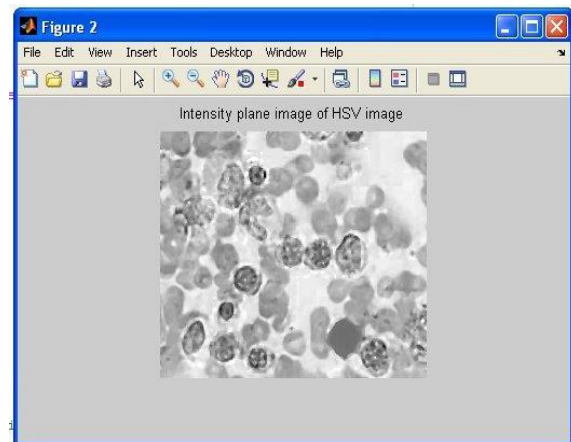 Figure 2
File Edit View Insert Tools Desktop Window Help
Intensity plane image of HSV image